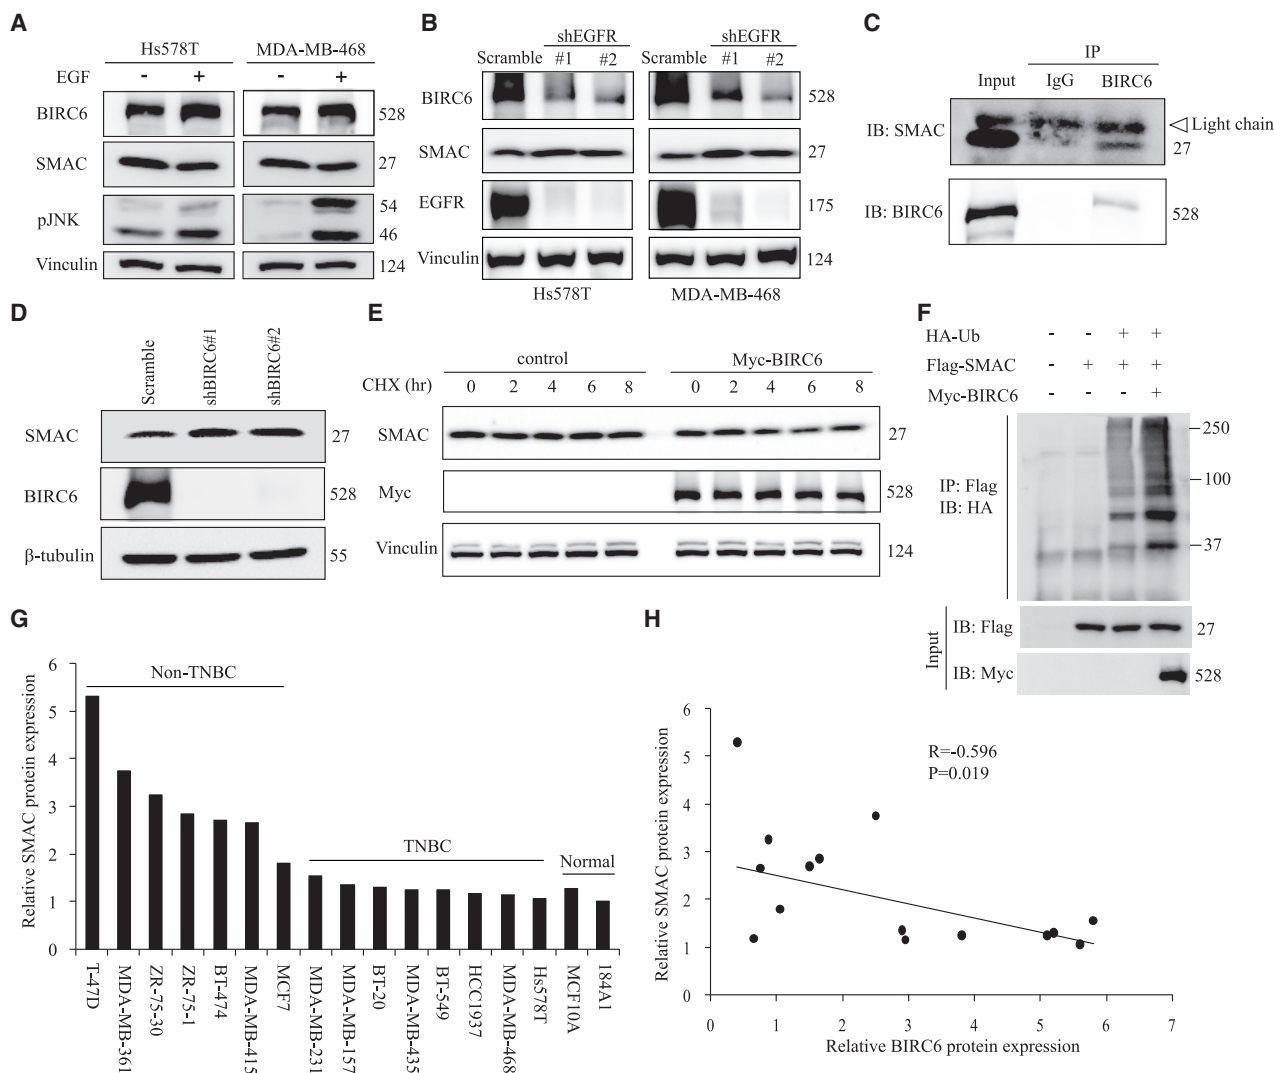 A
Hs578T MDA-MB-468
EGF - + - +
BIRC6 528
SMAC 27
pJNK 54
46
Vinculin 124
B
shEGFR shEGFR
Scramble #1 #2 Scramble #1 #2
BIRC6 528
SMAC 27
EGFR 175
Vinculin 124
Hs578T MDA-MB-468
C
IP
Input IgG BIRC6
IB: SMAC Light chain
27
IB: BIRC6 528
D
Scramble
shBIRC6#1
shBIRC6#2
SMAC 27
BIRC6 528
β-tubulin 55
E
control Myc-BIRC6
CHX (hr) 0 2 4 6 8 0 2 4 6 8
SMAC 27
Myc 528
Vinculin 124
F
HA-Ub - - + +
Flag-SMAC - + + +
Myc-BIRC6 - - - +
IP: Flag
IB: HA
250
100
37
Input
IB: Flag 27
IB: Myc 528
G
Relative SMAC protein expression
6
5
4
3
2
1
0
Non-TNBC
TNBC
Normal
T-47D
MDA-MB-361
ZR-75-30
ZR-75-1
BT-474
MDA-MB-415
MCF7
MDA-MB-231
MDA-MB-157
BT-20
MDA-MB-435
BT-549
HCC1937
MDA-MB-468
Hs578T
MCF10A
184A1
H
Relative SMAC protein expression
6
5
4
3
2
1
0
R=-0.596
P=0.019
0 1 2 3 4 5 6 7
Relative BIRC6 protein expression